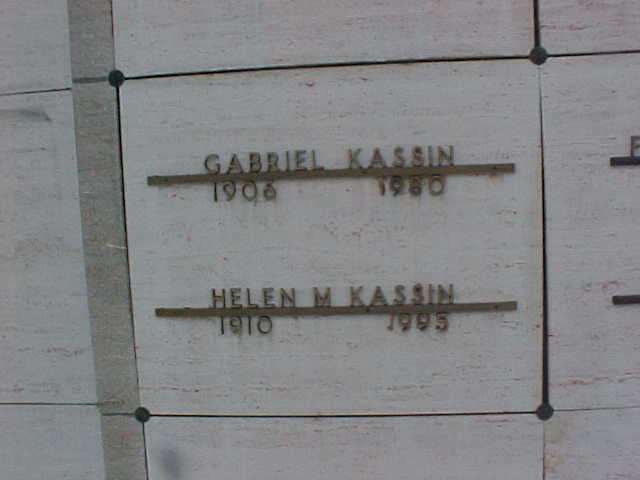 GABRIEL KASSIN
1906 1980
HELEN M KASSIN
1910 1995